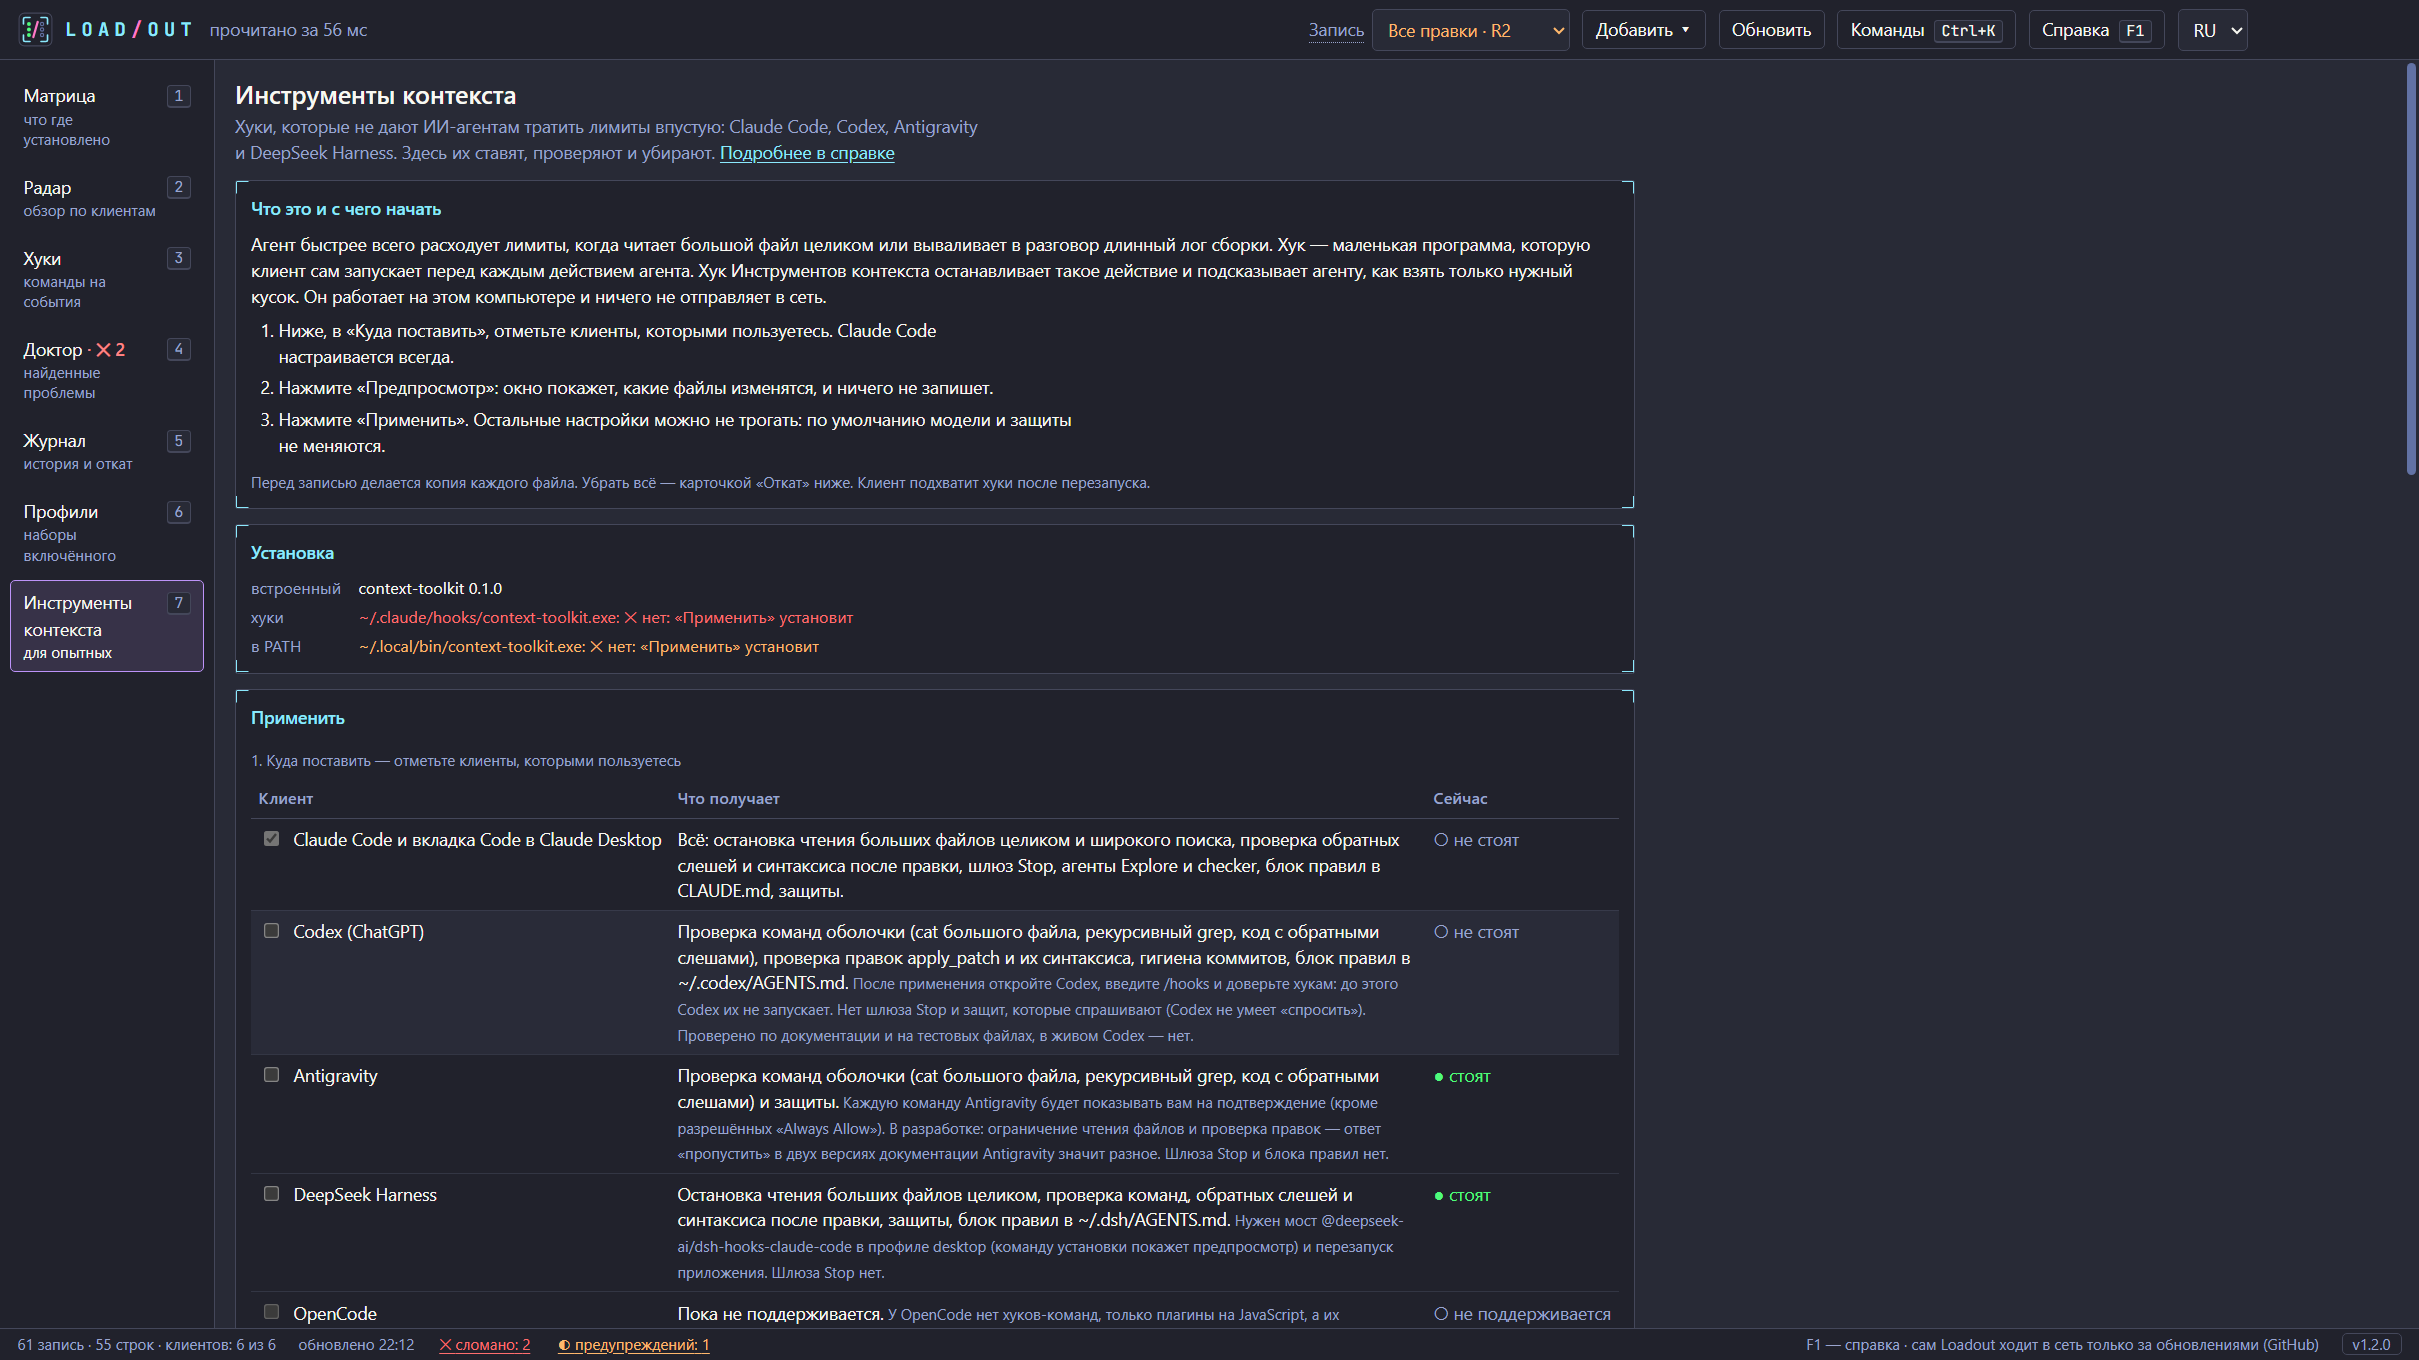 LOAD/OUT прочитано за 56 мс Запись Все правки · R2 Добавить ▼ Обновить Команды Ctrl+K Справка F1 RU
Матрица 1
что где
установлено
Радар 2
обзор по клиентам
Хуки 3
команды на
события
Доктор · ✕ 2 4
найденные
проблемы
Журнал 5
история и откат
Профили 6
наборы
включённого
Инструменты 7
контекста
для опытных
Инструменты контекста
Хуки, которые не дают ИИ-агентам тратить лимиты впустую: Claude Code, Codex, Antigravity
и DeepSeek Harness. Здесь их ставят, проверяют и убирают. Подробнее в справке
Что это и с чего начать
Агент быстрее всего расходует лимиты, когда читает большой файл целиком или вываливает в разговор длинный лог сборки. Хук — маленькая программа, которую
клиент сам запускает перед каждым действием агента. Хук Инструментов контекста останавливает такое действие и подсказывает агенту, как взять только нужный
кусок. Он работает на этом компьютере и ничего не отправляет в сеть.
1. Ниже, в «Куда поставить», отметьте клиенты, которыми пользуетесь. Claude Code
настраивается всегда.
2. Нажмите «Предпросмотр»: окно покажет, какие файлы изменятся, и ничего не запишет.
3. Нажмите «Применить». Остальные настройки можно не трогать: по умолчанию модели и защиты
не меняются.
Перед записью делается копия каждого файла. Убрать всё — карточкой «Откат» ниже. Клиент подхватит хуки после перезапуска.
Установка
встроенный context-toolkit 0.1.0
хуки ~/.claude/hooks/context-toolkit.exe: ✕ нет: «Применить» установит
в PATH ~/.local/bin/context-toolkit.exe: ✕ нет: «Применить» установит
Применить
1. Куда поставить — отметьте клиенты, которыми пользуетесь
Клиент Что получает Сейчас
Claude Code и вкладка Code в Claude Desktop Всё: остановка чтения больших файлов целиком и широкого поиска, проверка обратных ○ не стоят
слешей и синтаксиса после правки, шлюз Stop, агенты Explore и checker, блок правил в
CLAUDE.md, защиты.
Codex (ChatGPT) Проверка команд оболочки (cat большого файла, рекурсивный grep, код с обратными ○ не стоят
слешами), проверка правок apply_patch и их синтаксиса, гигиена коммитов, блок правил в
~/.codex/AGENTS.md. После применения откройте Codex, введите /hooks и доверьте хукам: до этого
Codex их не запускает. Нет шлюза Stop и защит, которые спрашивают (Codex не умеет «спросить»).
Проверено по документации и на тестовых файлах, в живом Codex — нет.
Antigravity Проверка команд оболочки (cat большого файла, рекурсивный grep, код с обратными ● стоят
слешами) и защиты. Каждую команду Antigravity будет показывать вам на подтверждение (кроме
разрешённых «Always Allow»). В разработке: ограничение чтения файлов и проверка правок — ответ
«пропустить» в двух версиях документации Antigravity значит разное. Шлюза Stop и блока правил нет.
DeepSeek Harness Остановка чтения больших файлов целиком, проверка команд, обратных слешей и ● стоят
синтаксиса после правки, защиты, блок правил в ~/.dsh/AGENTS.md. Нужен мост @deepseek-
ai/dsh-hooks-claude-code в профиле desktop (команду установки покажет предпросмотр) и перезапуск
приложения. Шлюза Stop нет.
OpenCode Пока не поддерживается. У OpenCode нет хуков-команд, только плагины на JavaScript, а их ○ не поддерживается
61 запись · 55 строк · клиентов: 6 из 6 обновлено 22:12 ✕ сломано: 2 ◐ предупреждений: 1 F1 — справка · сам Loadout ходит в сеть только за обновлениями (GitHub) v1.2.0